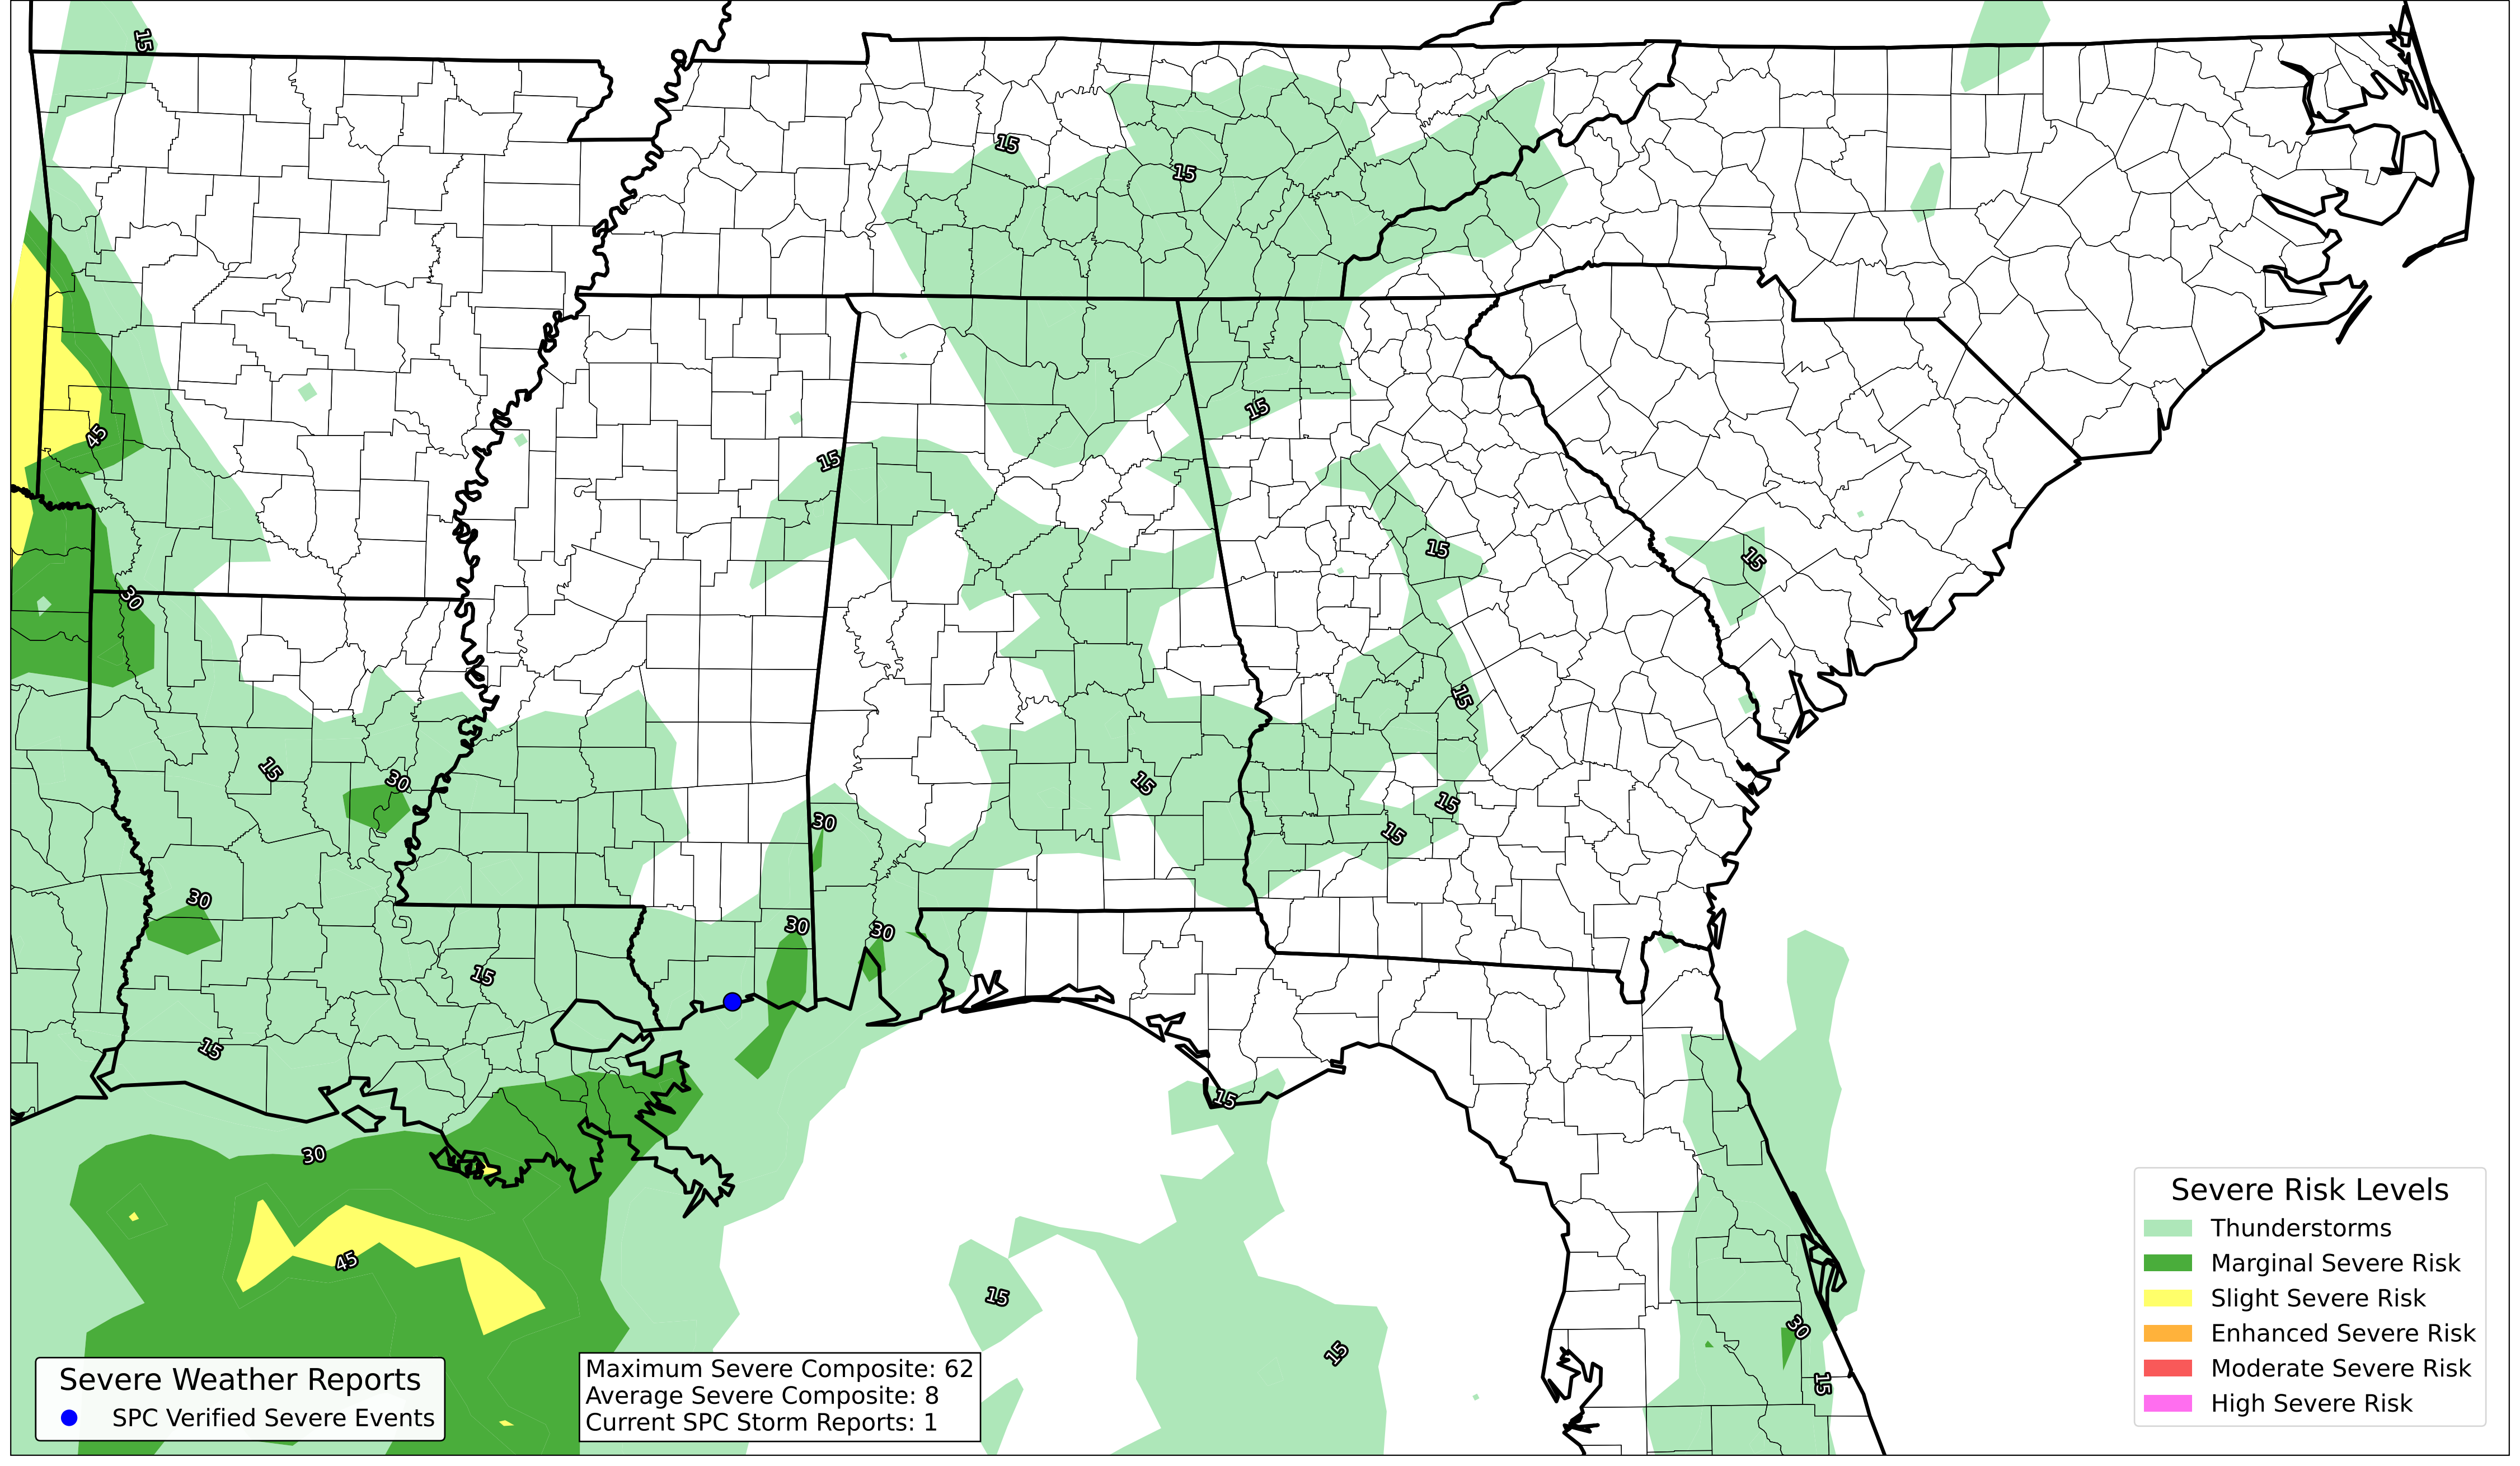 15
15
15
15
45
15
15
30
15
15
15
15
30
15
15
30
15
30
30
30
15
15
15
30
45
15
15
30
15
Severe Weather Reports
SPC Verified Severe Events
Maximum Severe Composite: 62
Average Severe Composite: 8
Current SPC Storm Reports: 1
Severe Risk Levels
Thunderstorms
Marginal Severe Risk
Slight Severe Risk
Enhanced Severe Risk
Moderate Severe Risk
High Severe Risk